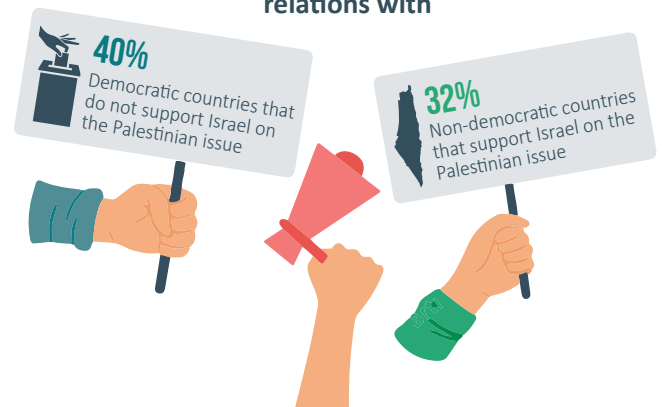 relations with
40%
Democratic countries that
do not support Israel on
the Palestinian issue
32%
Non-democratic countries
that support Israel on the
Palestinian issue